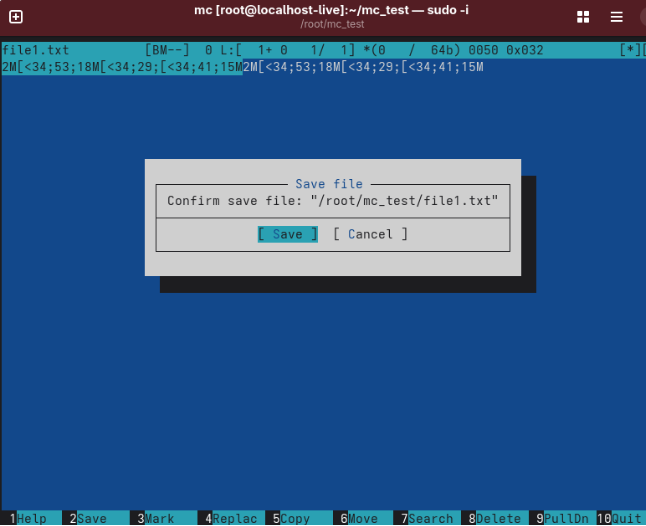 mc [root@localhost-live]:~/mc_test — sudo -i
/root/mc_test
file1.txt [BM--] 0 L:[ 1+ 0 1/ 1] *(0 / 64b) 0050 0x032 [*][
2M[<34;53;18M[<34;29;[<34;41;15M2M[<34;53;18M[<34;29;[<34;41;15M
Save file
Confirm save file: "/root/mc_test/file1.txt"
[ Save ] [ Cancel ]
1Help 2Save 3Mark 4Replac 5Copy 6Move 7Search 8Delete 9PullDn 10Quit